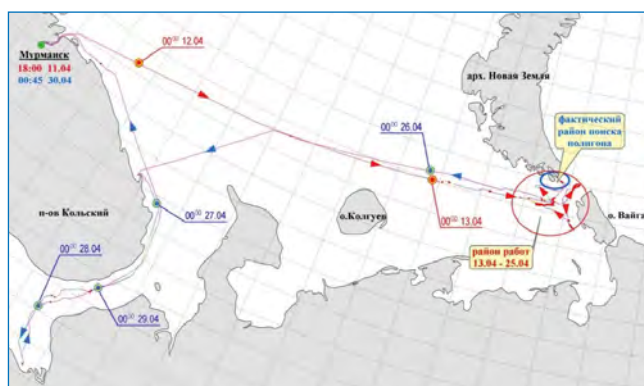 00⁰⁰ 12.04
Мурманск
18:00 11.04
00:45 30.04
арх. Новая Земля
фактический
район поиска
полигона
00⁰⁰ 26.04
п-ов Кольский
00⁰⁰ 27.04
о.Колгуев
00⁰⁰ 13.04
о. Вайга
00⁰⁰ 28.04
район работ
13.04 - 25.04
00⁰⁰ 29.04